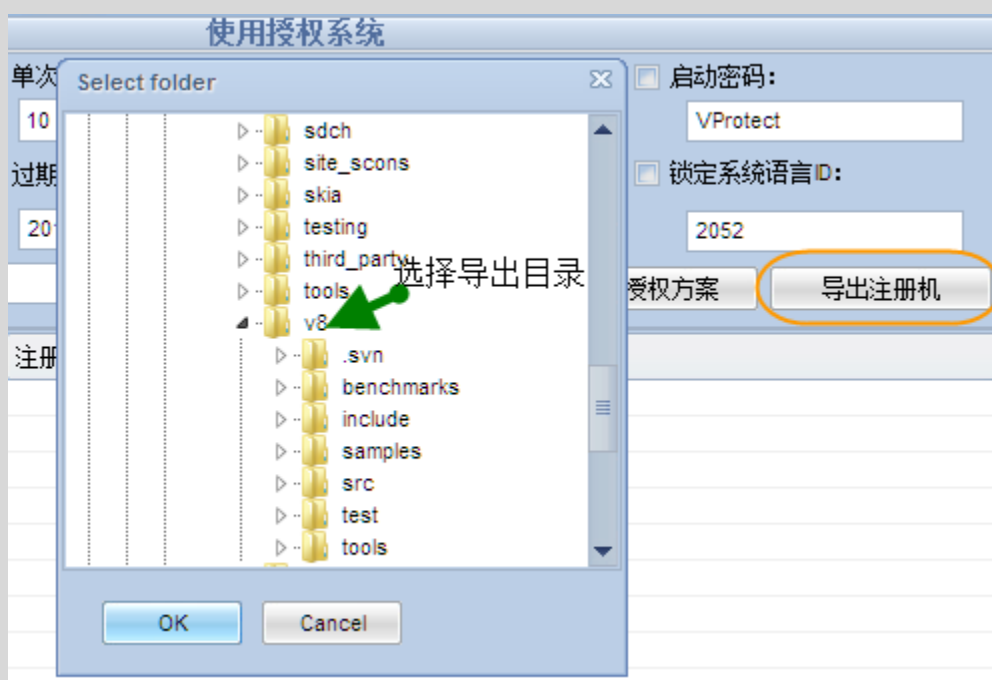 使用授权系统
单次
Select folder
启动密码：
10
sdch
VProtect
site_scons
过期
skia
锁定系统语言ID：
201
testing
2052
third_party
选择导出目录
tools
授权方案
导出注册机
v8
注册
.svn
benchmarks
include
samples
src
test
tools
OK
Cancel